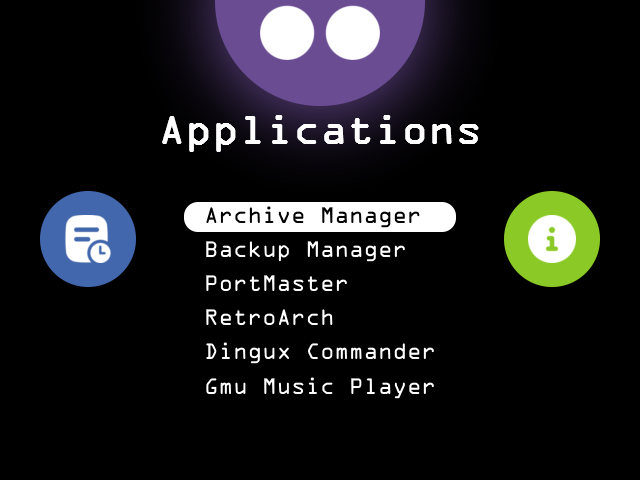 Applications
Archive Manager
Backup Manager
PortMaster
RetroArch
Dingux Commander
Gmu Music Player